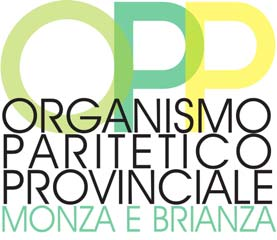 OPP
ORGANISMO
PARITETICO
PROVINCIALE
MONZA E BRIANZA